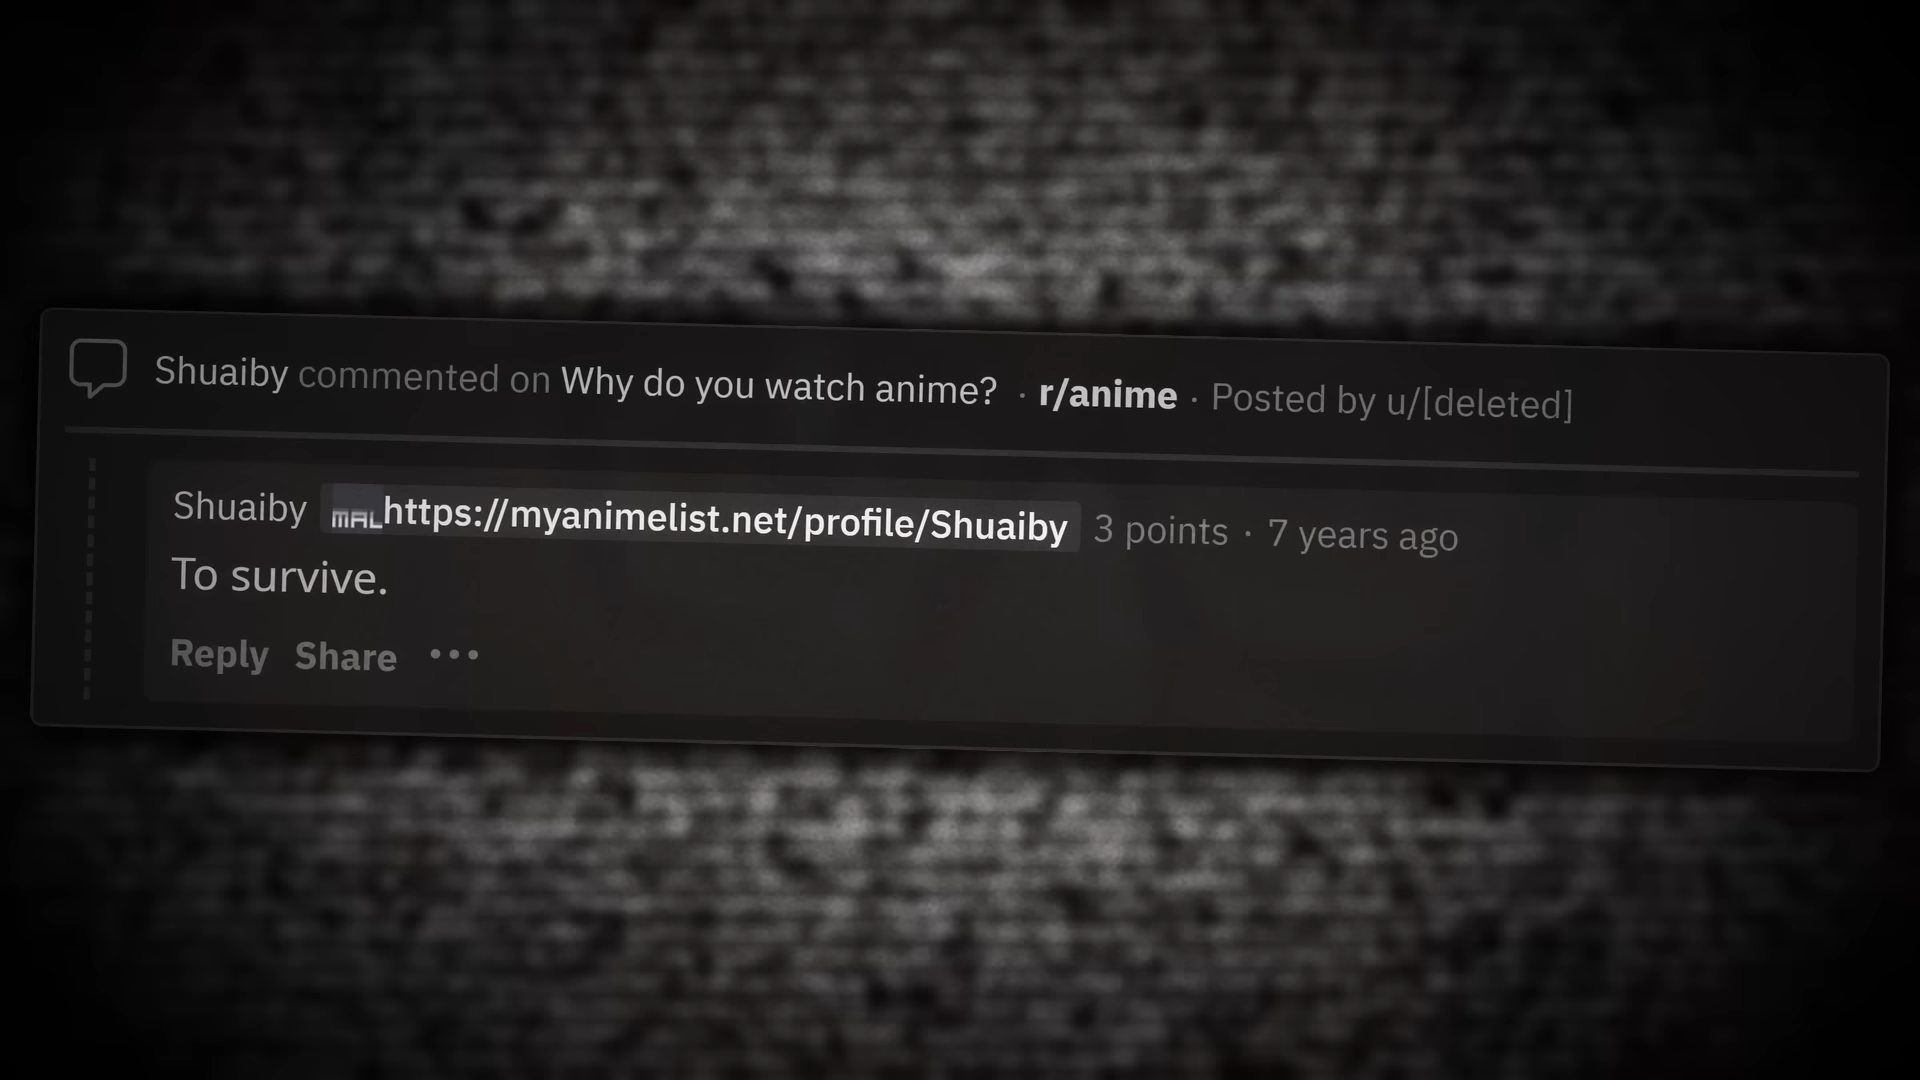 Shuaiby commented on Why do you watch anime? · r/anime · Posted by u/[deleted]
Shuaiby MAL https://myanimelist.net/profile/Shuaiby 3 points · 7 years ago
To survive.
Reply Share •••